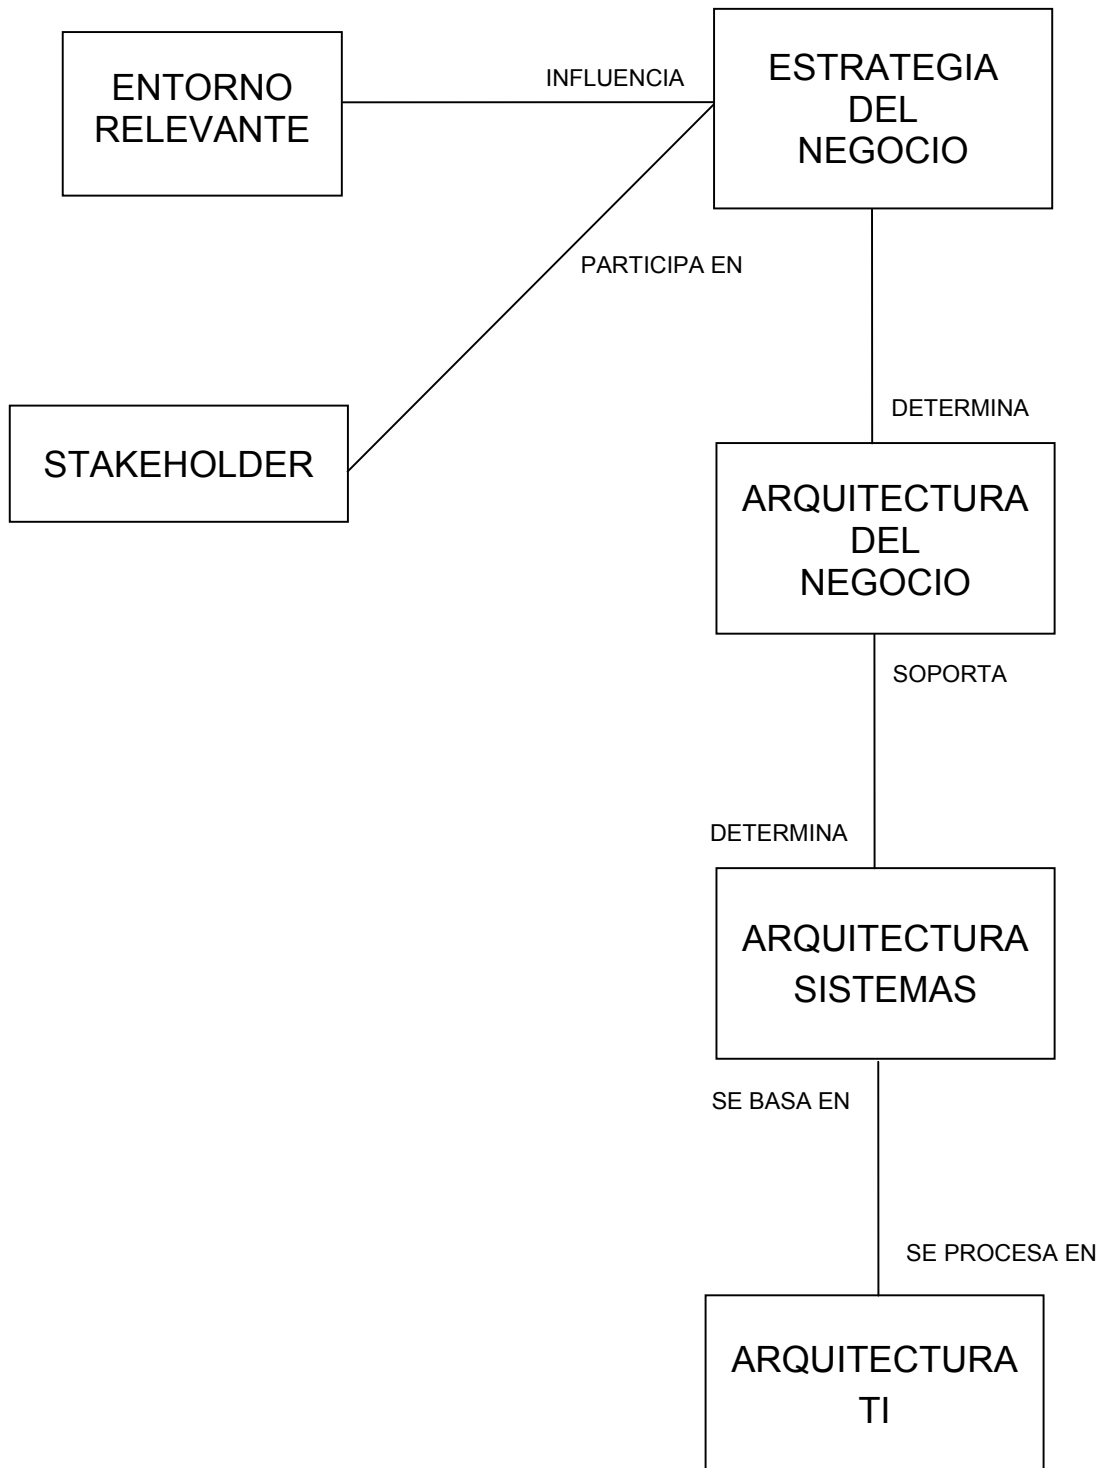 ENTORNO
RELEVANTE
INFLUENCIA
ESTRATEGIA
DEL
NEGOCIO
PARTICIPA EN
STAKEHOLDER
DETERMINA
ARQUITECTURA
DEL
NEGOCIO
SOPORTA
DETERMINA
ARQUITECTURA
SISTEMAS
SE BASA EN
SE PROCESA EN
ARQUITECTURA
TI